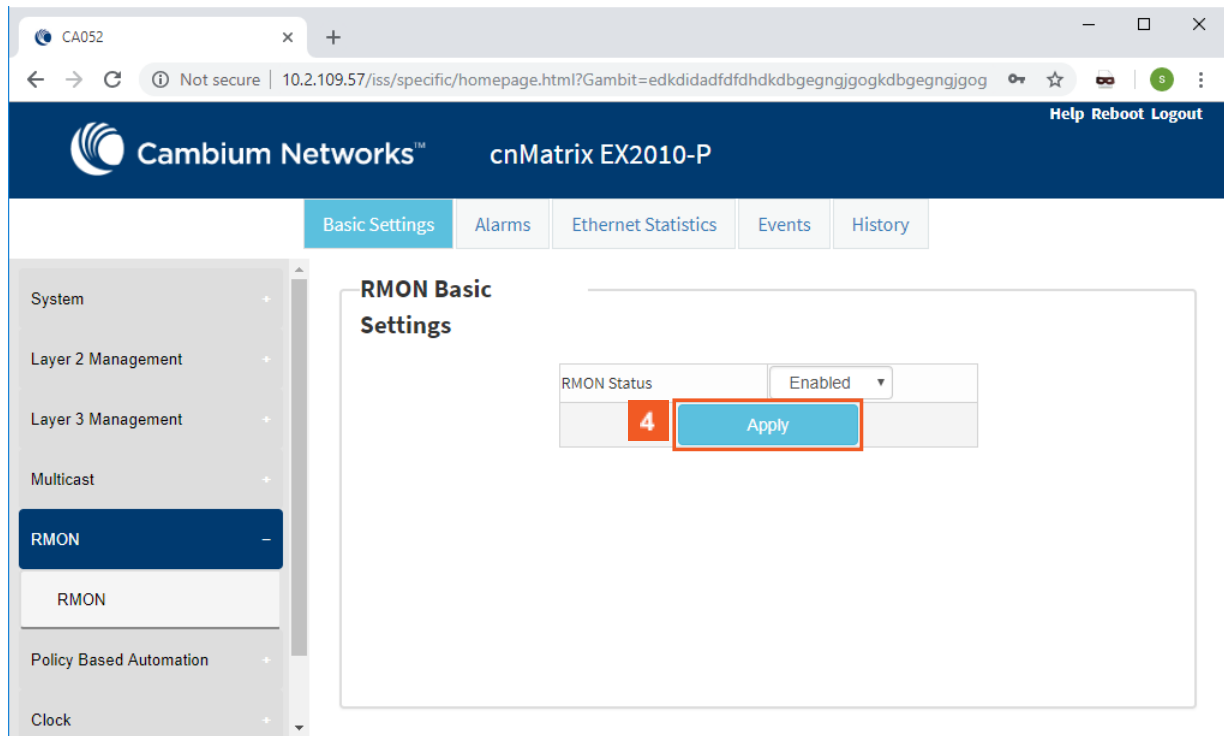 CA052
Not secure | 10.2.109.57/iss/specific/homepage.html?Gambit=edkdidadfdfdhdkdbgegngjgogkdbgegngjgog
S
Help Reboot Logout
Cambium Networks™ cnMatrix EX2010-P
Basic Settings Alarms Ethernet Statistics Events History
System
Layer 2 Management
Layer 3 Management
Multicast
RMON
RMON
Policy Based Automation
Clock
RMON Basic
Settings
RMON Status Enabled
4 Apply